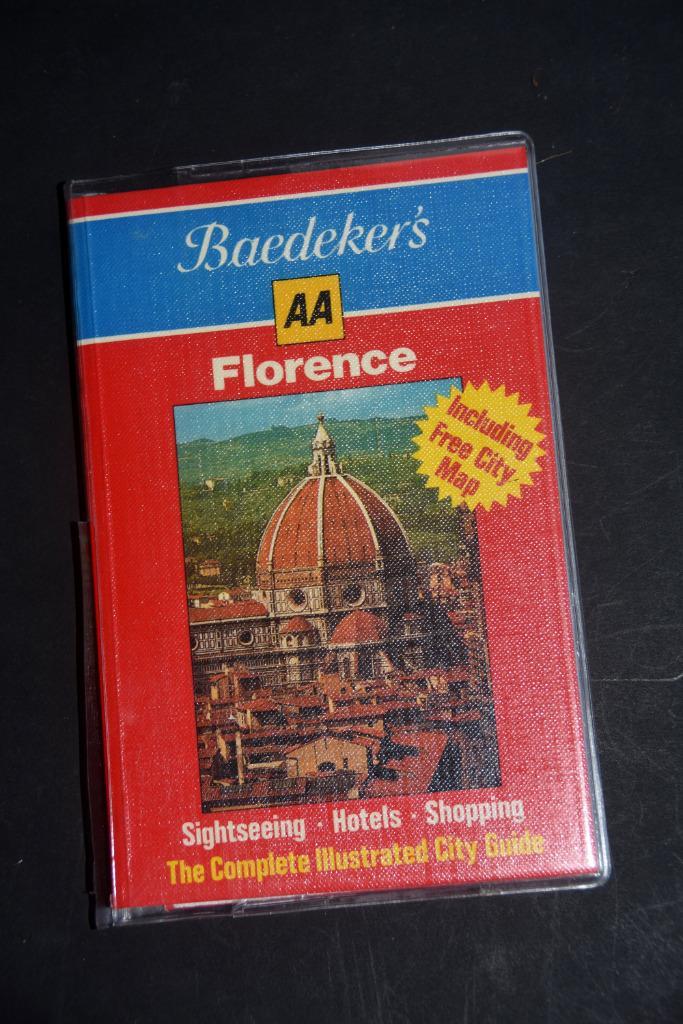 Baedeker's
AA
Florence
Including
Free City
Map
Sightseeing · Hotels · Shopping
The Complete Illustrated City Guide